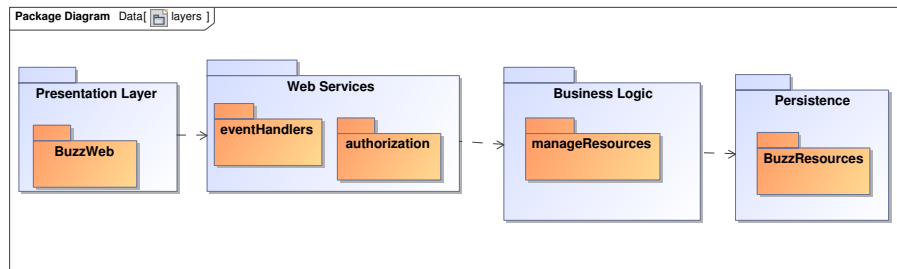 Package Diagram Data[ layers ]
Presentation Layer
BuzzWeb
Web Services
eventHandlers
authorization
Business Logic
manageResources
Persistence
BuzzResources